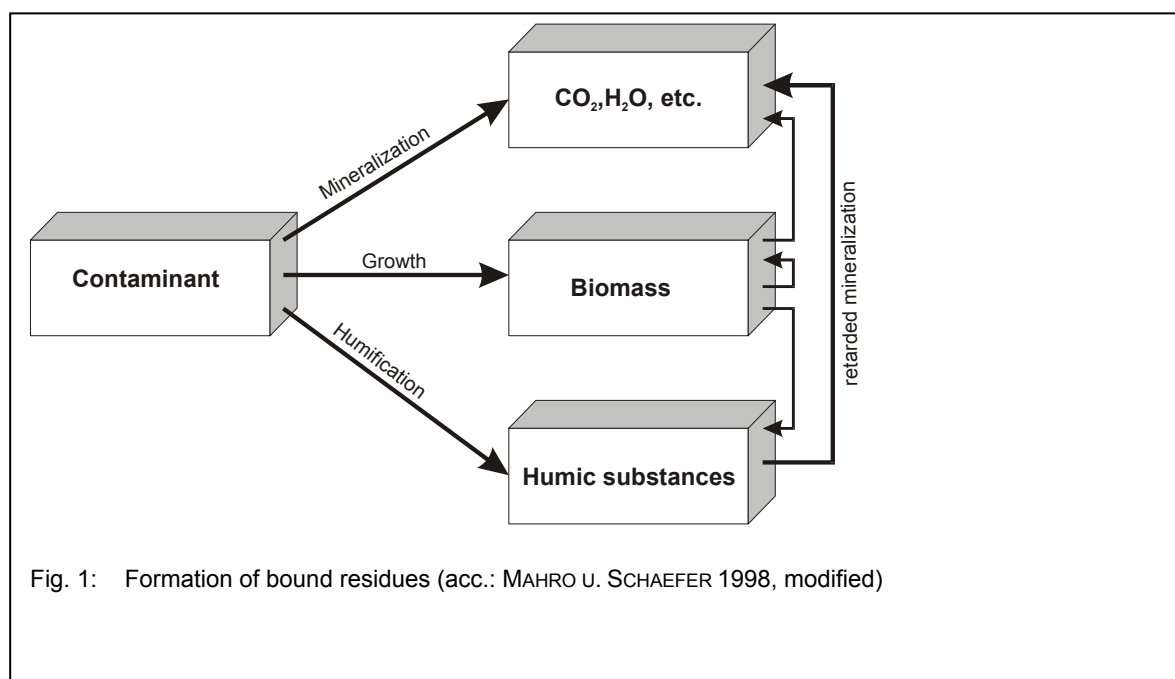 CO₂,H₂O, etc.
Mineralization
Contaminant
Growth
Biomass
Humification
Humic substances
retarded mineralization
Fig. 1: Formation of bound residues (acc.: MAHRO U. SCHAEFER 1998, modified)